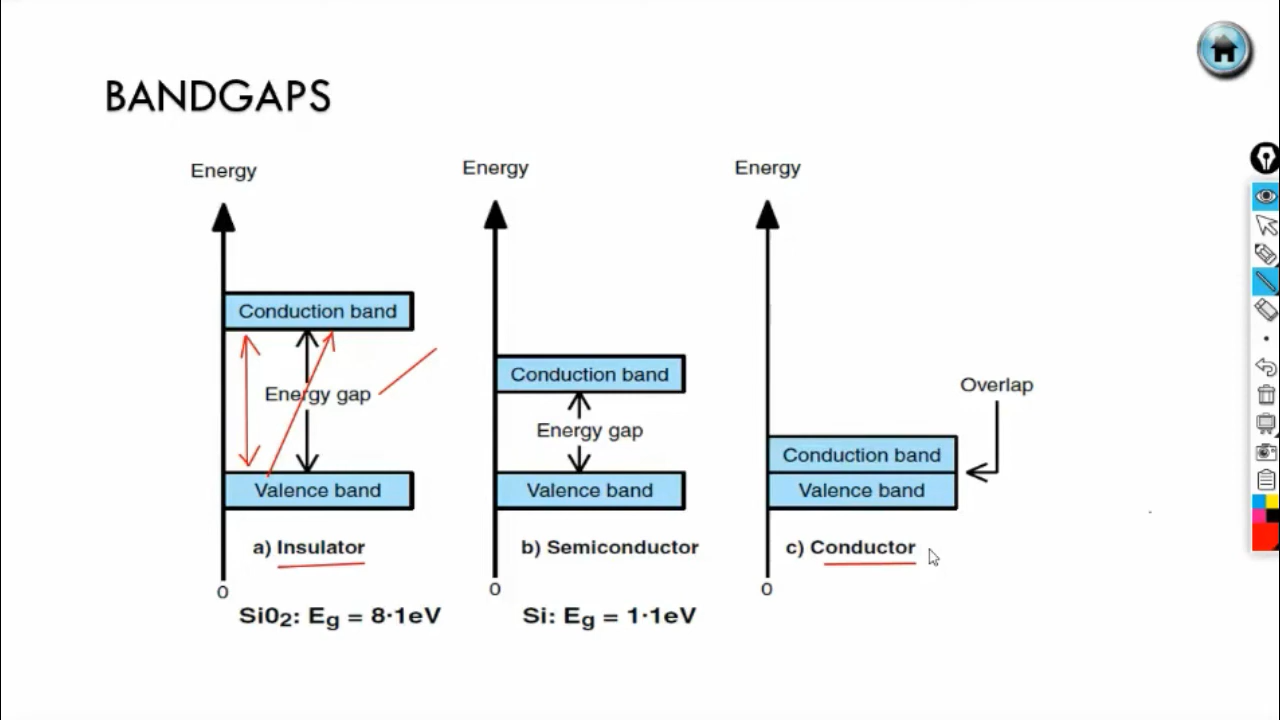 BANDGAPS
Energy
Conduction band
Energy gap
Valence band
a) Insulator
0
Si0₂: Eg = 8·1eV
Energy
Conduction band
Energy gap
Valence band
b) Semiconductor
0
Si: Eg = 1·1eV
Energy
Overlap
Conduction band
Valence band
c) Conductor
0